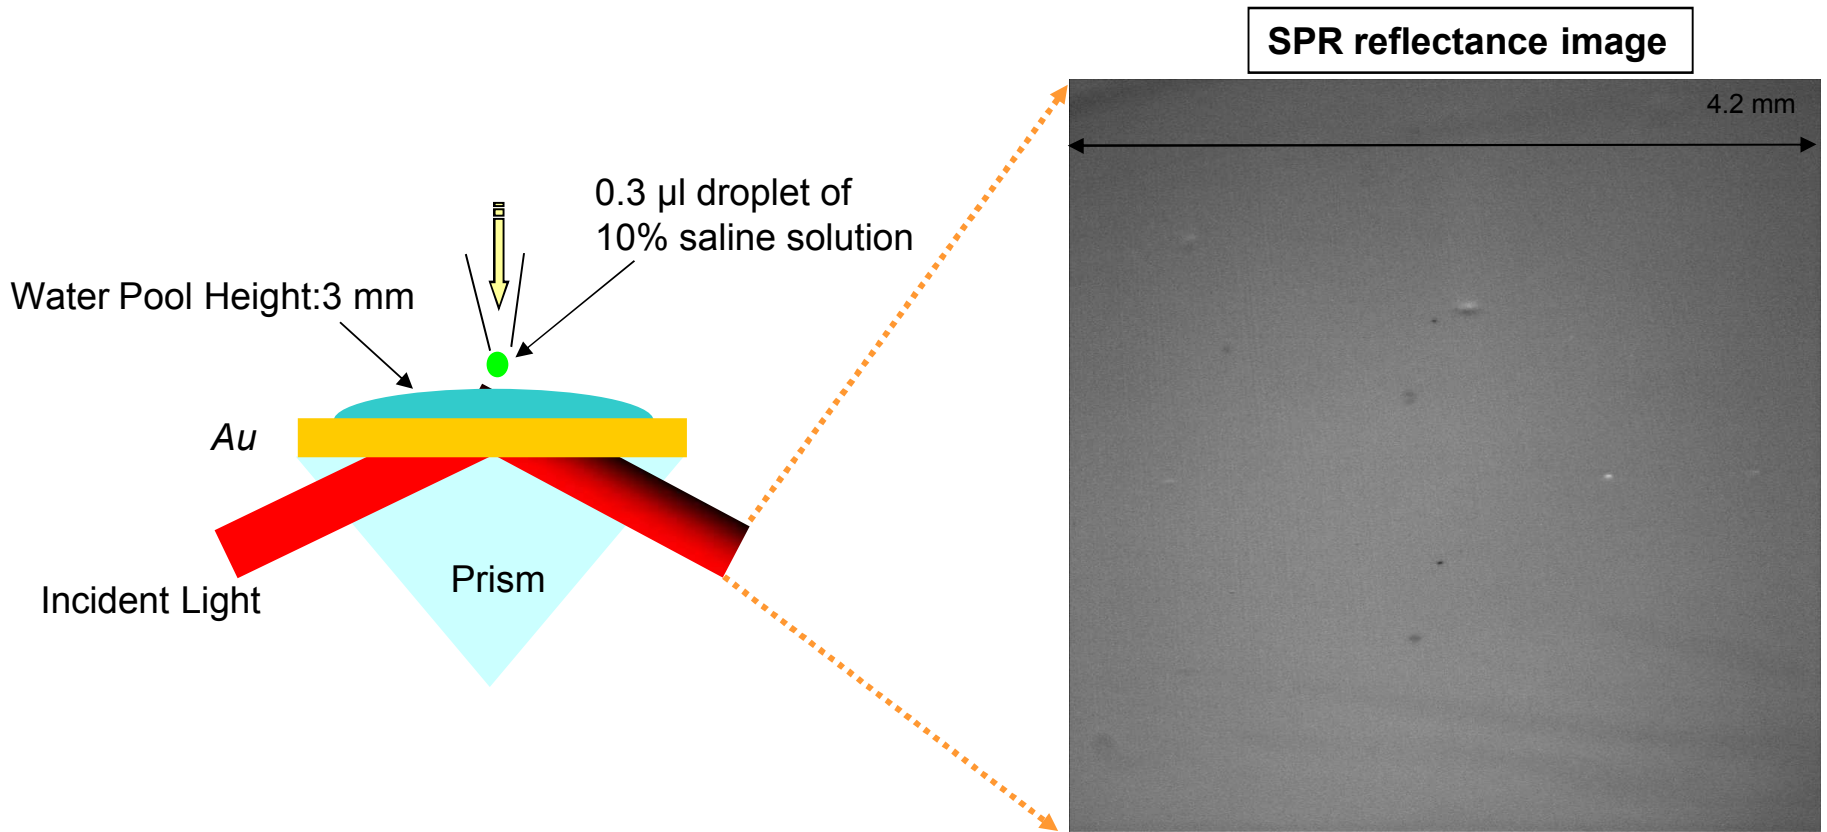 SPR reflectance image
4.2 mm
0.3 µl droplet of
10% saline solution
Water Pool Height:3 mm
Au
Prism
Incident Light